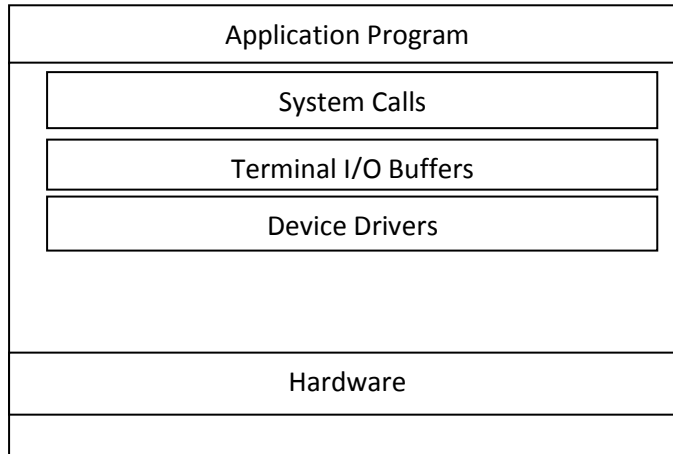 Application Program
System Calls
Terminal I/O Buffers
Device Drivers
Hardware